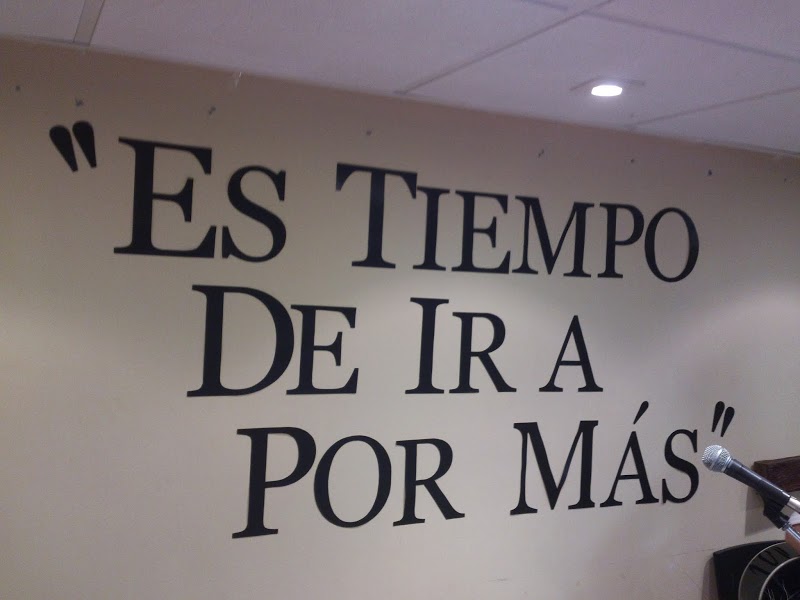 "Es Tiempo
De Ir a
Por Más"